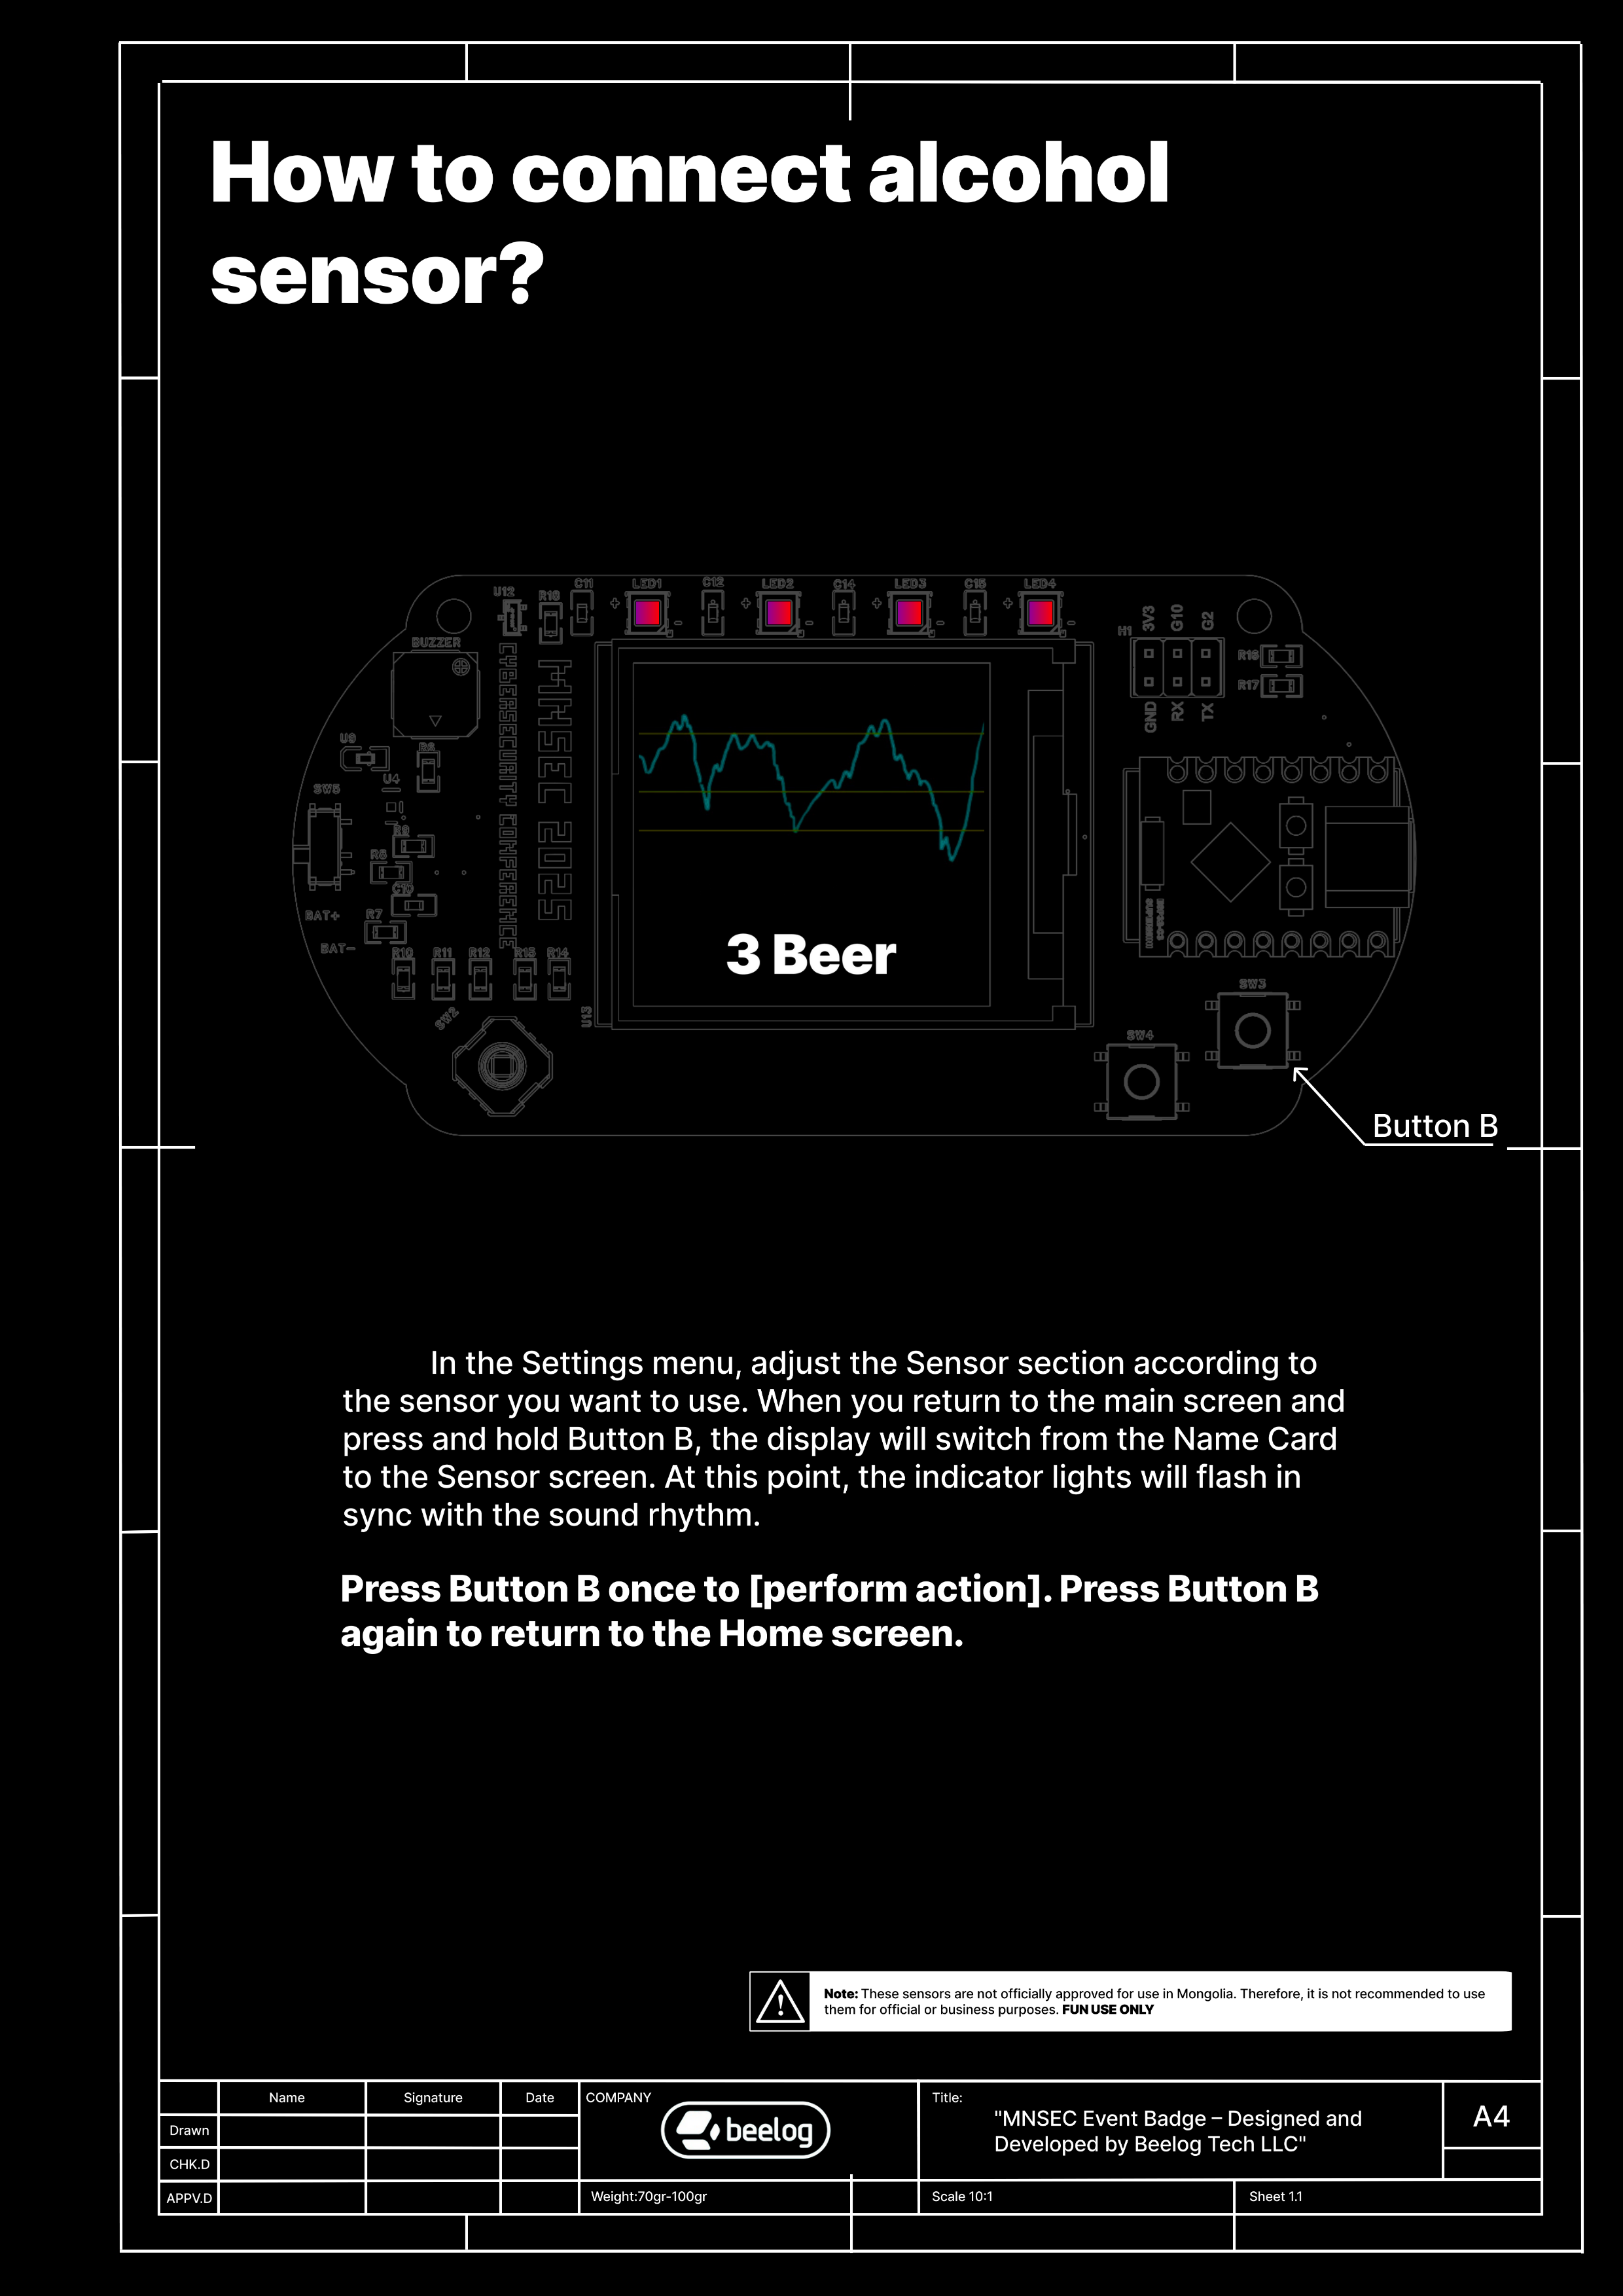 How to connect alcohol
sensor?
U12
R18
C11
LED1
C12
LED2
C14
LED3
C15
LED4
+
-
+
-
+
-
+
-
3V3
G10
G2
H1
GND
RX
TX
R16
R17
BUZZER
CYBERSECURITY CONFERENCE
MNSEC 2025
U9
R6
U4
SW5
R9
R8
C10
BAT+
R7
BAT-
R10
R11
R12
R15
R14
SW2
U13
3 Beer
SW3
SW4
Button B
In the Settings menu, adjust the Sensor section according to
the sensor you want to use. When you return to the main screen and
press and hold Button B, the display will switch from the Name Card
to the Sensor screen. At this point, the indicator lights will flash in
sync with the sound rhythm.
Press Button B once to [perform action]. Press Button B
again to return to the Home screen.
Note: These sensors are not officially approved for use in Mongolia. Therefore, it is not recommended to use
them for official or business purposes. FUN USE ONLY
Name
Signature
Date
Drawn
CHK.D
APPV.D
COMPANY
beelog
Weight:70gr-100gr
Title:
"MNSEC Event Badge – Designed and
Developed by Beelog Tech LLC"
A4
Scale 10:1
Sheet 1.1